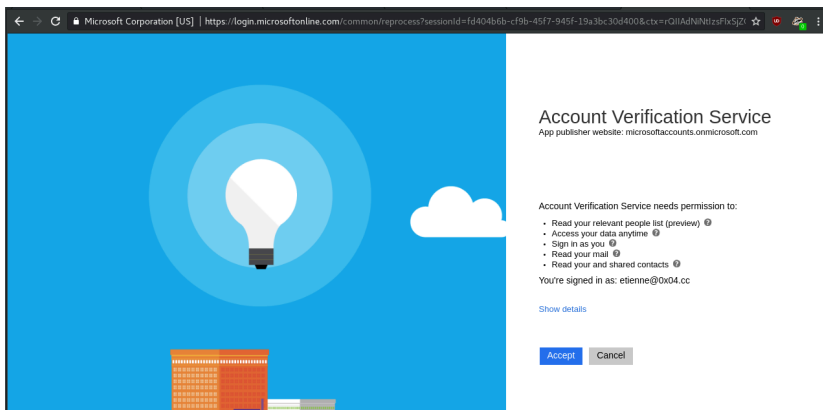 Microsoft Corporation [US] | https://login.microsoftonline.com/common/reprocess?sessionId=fd404b6b-cf9b-45f7-945f-19a3bc30d400&ctx=
Account Verification Service
App publisher website: microsoftaccounts.onmicrosoft.com
Account Verification Service needs permission to:
• Read your relevant people list (preview) ?
• Access your data anytime ?
• Sign in as you ?
• Read your mail ?
• Read your and shared contacts ?
You're signed in as: etienne@0x04.cc
Show details
Accept Cancel